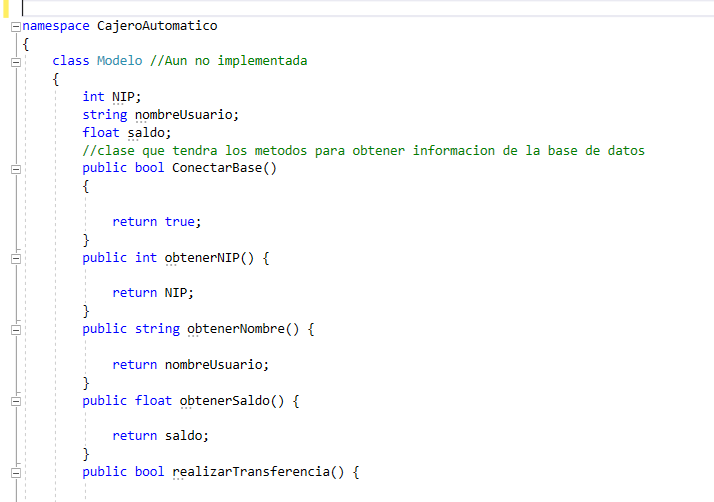 namespace CajeroAutomatico
{
class Modelo //Aun no implementada
{
int NIP;
string nombreUsuario;
float saldo;
//clase que tendra los metodos para obtener informacion de la base de datos
public bool ConectarBase()
{
return true;
}
public int obtenerNIP() {
return NIP;
}
public string obtenerNombre() {
return nombreUsuario;
}
public float obtenerSaldo() {
return saldo;
}
public bool realizarTransferencia() {